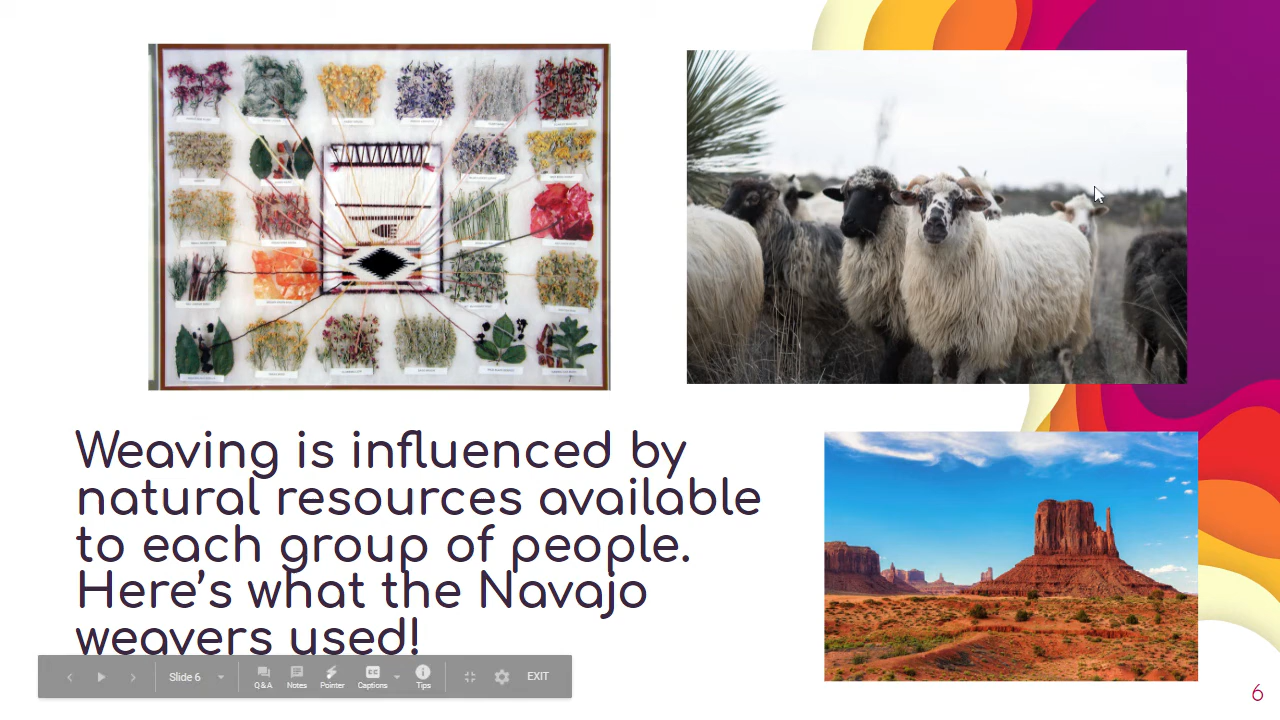 Weaving is influenced by
natural resources available
to each group of people.
Here's what the Navajo
weavers used!
Slide 6
Q&A
Notes
Pointer
Captions
Tips
EXIT
6